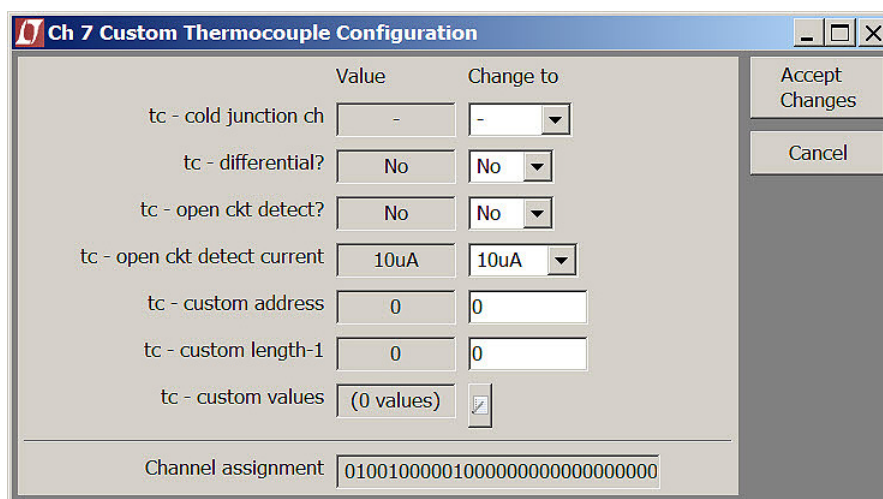 Ch 7 Custom Thermocouple Configuration
Value Change to
tc - cold junction ch - -
tc - differential? No No
tc - open ckt detect? No No
tc - open ckt detect current 10uA 10uA
tc - custom address 0 0
tc - custom length-1 0 0
tc - custom values (0 values)
Channel assignment 01001000001000000000000000000
Accept
Changes
Cancel